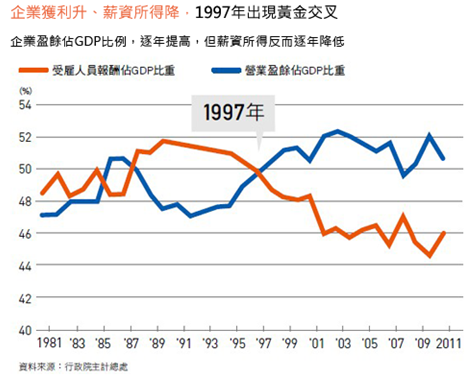 企業獲利升、薪資所得降，1997年出現黃金交叉
企業盈餘佔GDP比例，逐年提高，但薪資所得反而逐年降低
受雇人員報酬佔GDP比重 營業盈餘佔GDP比重
(%)
54
1997年
52
50
48
46
44
42
40
1981 '83 '85 '87 '89 '91 '93 '95 '97 '99 '01 '03 '05 '07 '09 2011
資料來源：行政院主計總處